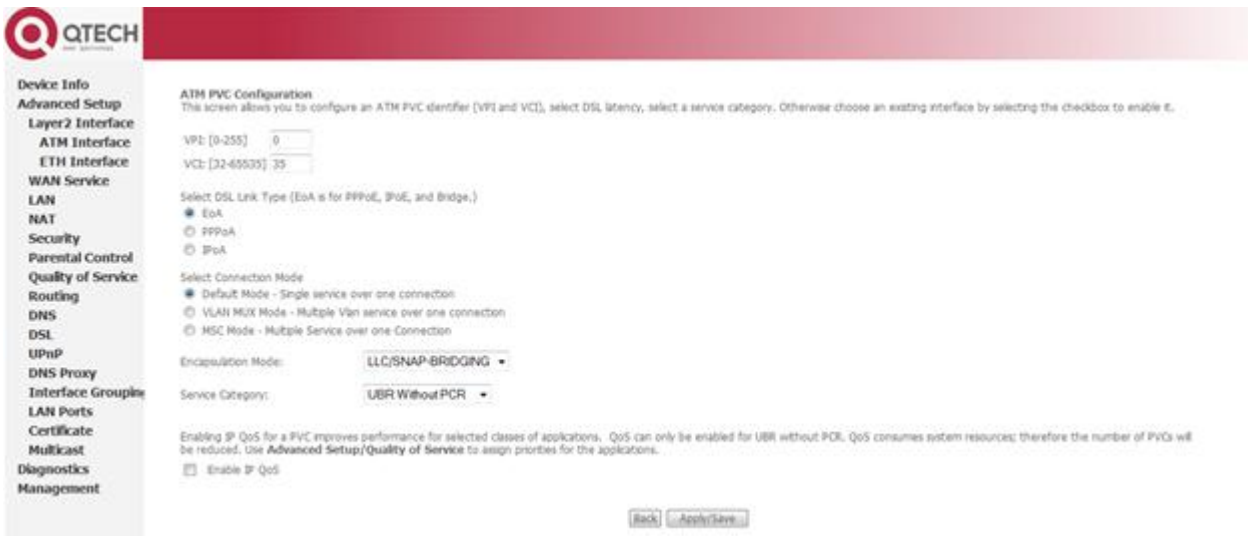 QTECH
Device Info
Advanced Setup
Layer2 Interface
ATM Interface
ETH Interface
WAN Service
LAN
NAT
Security
Parental Control
Quality of Service
Routing
DNS
DSL
UPnP
DNS Proxy
Interface Grouping
LAN Ports
Certificate
Multicast
Diagnostics
Management
ATM PVC Configuration
This screen allows you to configure an ATM PVC identifier (VPI and VCI), select DSL latency, select a service category. Otherwise choose an existing interface by selecting the checkbox to enable it.
VPI: [0-255] 0
VCI: [32-65535] 35
Select DSL Link Type (EoA is for PPPoE, IPoE, and Bridge.)
EoA
PPPoA
IPoA
Select Connection Mode
Default Mode - Single service over one connection
VLAN MUX Mode - Multiple Vlan service over one connection
MSC Mode - Multiple Service over one Connection
Encapsulation Mode: LLC/SNAP-BRIDGING
Service Category: UBR Without PCR
Enabling IP QoS for a PVC improves performance for selected classes of applications. QoS can only be enabled for UBR without PCR. QoS consumes system resources; therefore the number of PVCs will
be reduced. Use Advanced Setup/Quality of Service to assign priorities for the applications.
Enable IP QoS
Back Apply/Save